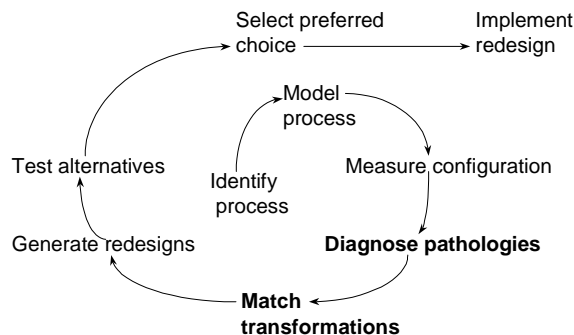 Select preferred
choice
Implement
redesign
Model
process
Test alternatives
Identify
process
Measure configuration
Generate redesigns
Diagnose pathologies
Match
transformations